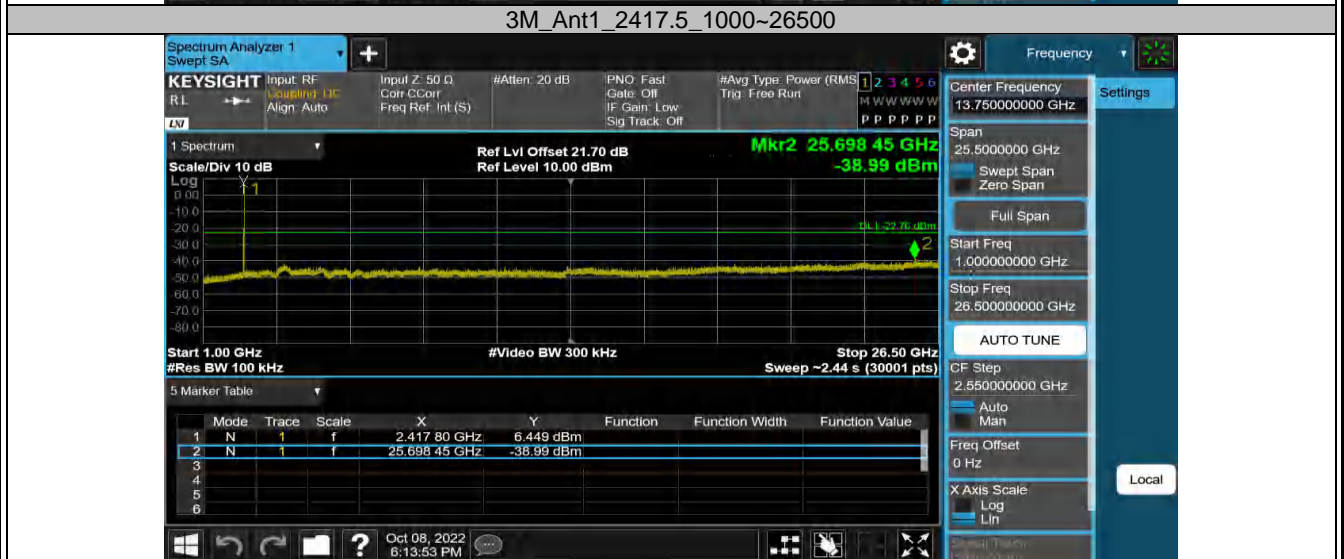 3M_Ant1_2417.5_1000~26500
Spectrum Analyzer 1
Swept SA
Frequency
KEYSIGHT
RL
LXI
Input: RF
Coupling: DC
Align: Auto
Input Z: 50 Ω
Corr CCorr
Freq Ref: Int (S)
#Atten: 20 dB
PNO: Fast
Gate: Off
IF Gain: Low
Sig Track: Off
#Avg Type: Power (RMS
Trig: Free Run
1 2 3 4 5 6
M W W W W W
P P P P P P
Center Frequency
13.750000000 GHz
Settings
Span
25.5000000 GHz
Swept Span
Zero Span
Full Span
Start Freq
1.000000000 GHz
Stop Freq
26.500000000 GHz
AUTO TUNE
CF Step
2.550000000 GHz
Auto
Man
Freq Offset
0 Hz
X Axis Scale
Log
Lin
Local
1 Spectrum
Scale/Div 10 dB
Ref Lvl Offset 21.70 dB
Ref Level 10.00 dBm
Mkr2 25.698 45 GHz
-38.99 dBm
Log
0.00
-10.0
-20.0
-30.0
-40.0
-50.0
-60.0
-70.0
-80.0
1
DL1 -22.76 dBm
2
Start 1.00 GHz
#Res BW 100 kHz
#Video BW 300 kHz
Stop 26.50 GHz
Sweep ~2.44 s (30001 pts)
5 Marker Table
Mode Trace Scale X Y Function Function Width Function Value
1 N 1 f 2.417 80 GHz 6.449 dBm
2 N 1 f 25.698 45 GHz -38.99 dBm
3
4
5
6
?
Oct 08, 2022
6:13:53 PM